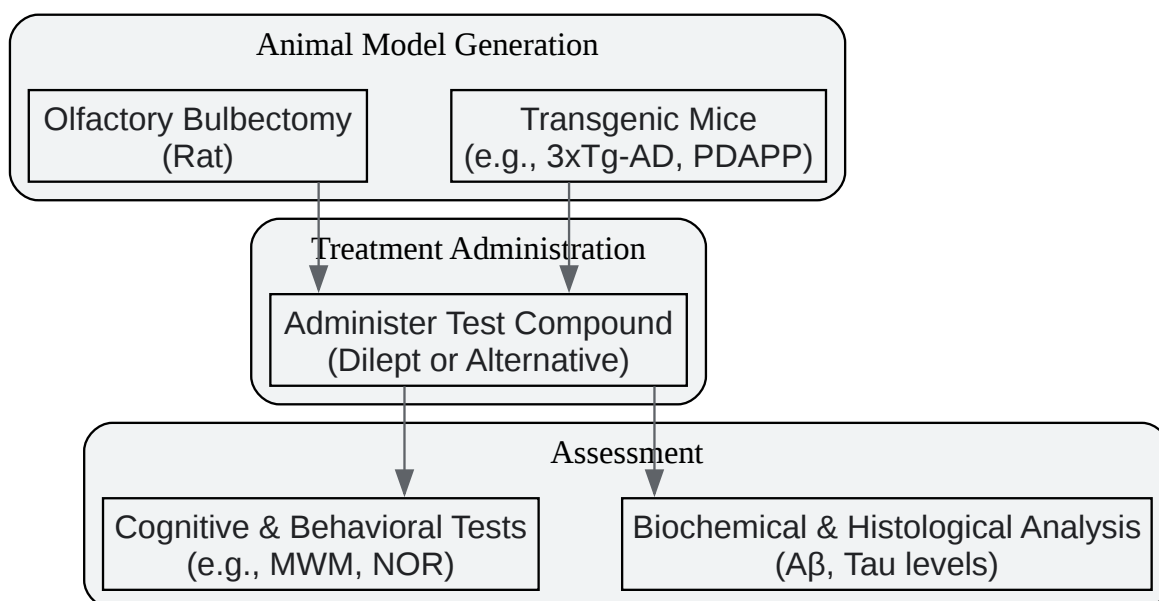 Animal Model Generation
Olfactory Bulbectomy
(Rat)
Transgenic Mice
(e.g., 3xTg-AD, PDAPP)
Treatment Administration
Administer Test Compound
(Dilept or Alternative)
Assessment
Cognitive & Behavioral Tests
(e.g., MWM, NOR)
Biochemical & Histological Analysis
(Aβ, Tau levels)